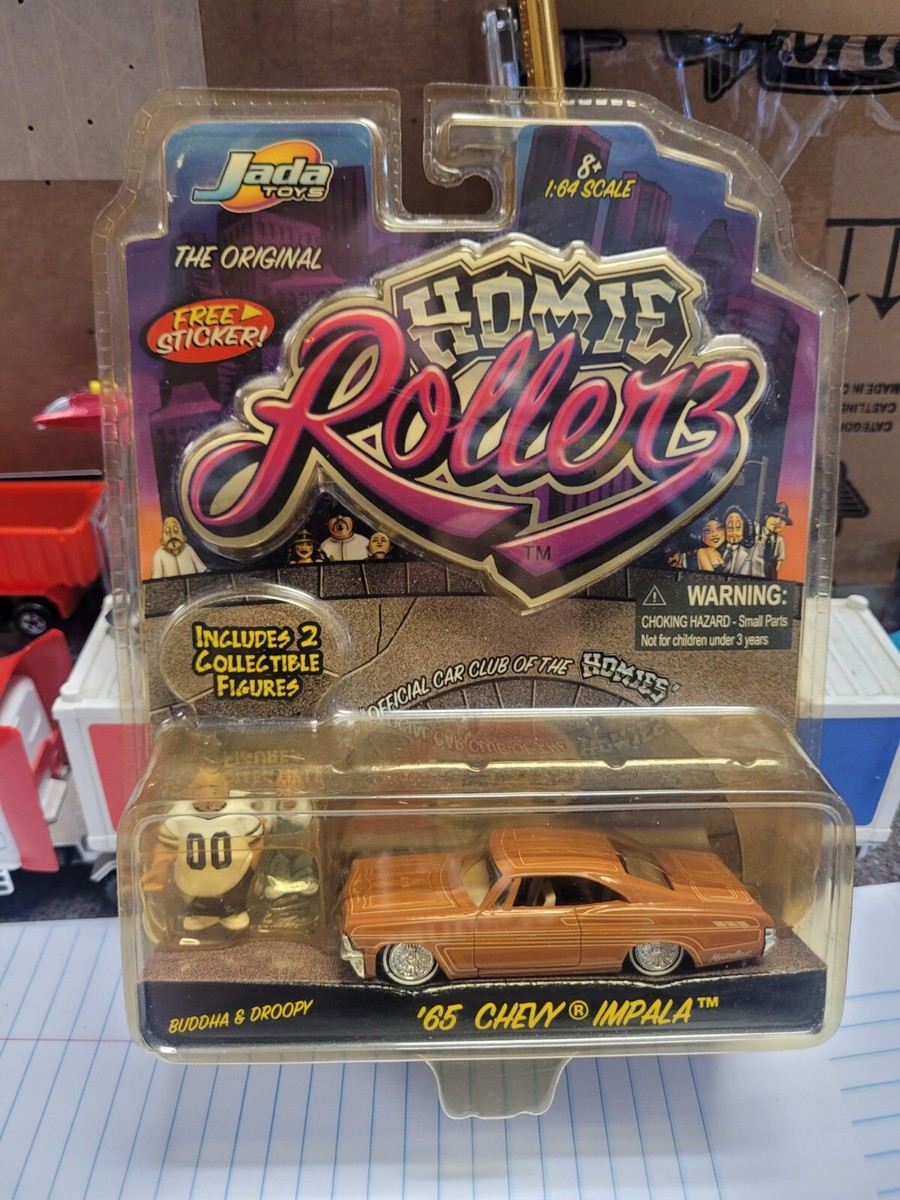 Jada
TOYS
8+
1:64 SCALE
THE ORIGINAL
FREE
STICKER!
HOMIE
Rollerz
TM
WARNING:
CHOKING HAZARD - Small Parts
Not for children under 3 years
INCLUDES 2
COLLECTIBLE
FIGURES
"OFFICIAL CAR CLUB OF THE HOMIES"
00
BUDDHA & DROOPY
'65 CHEVY® IMPALA™